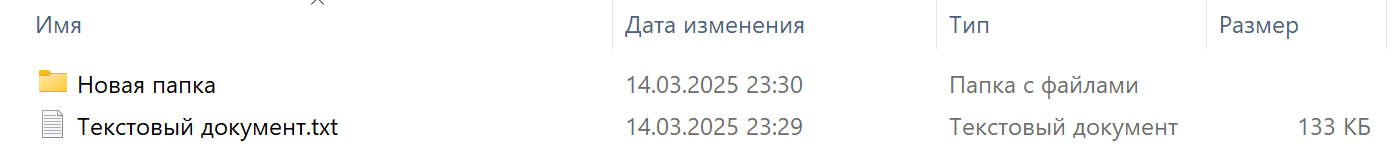 Имя Дата изменения Тип Размер
Новая папка 14.03.2025 23:30 Папка с файлами
Текстовый документ.txt 14.03.2025 23:29 Текстовый документ 133 КБ